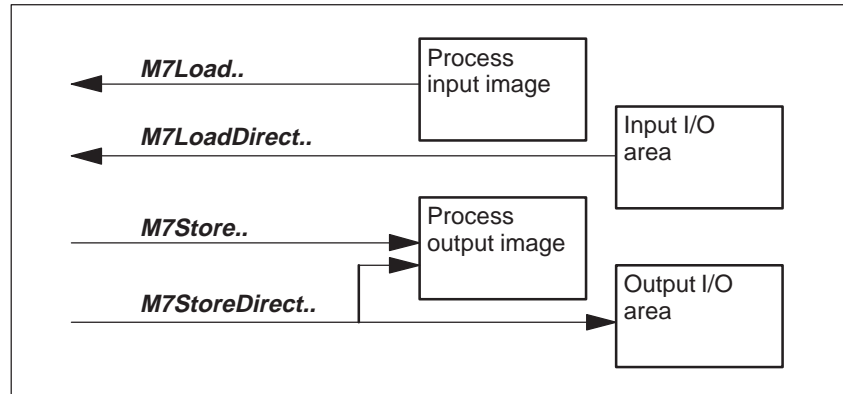 M7Load..
Process
input image
M7LoadDirect..
Input I/O
area
M7Store..
Process
output image
M7StoreDirect..
Output I/O
area